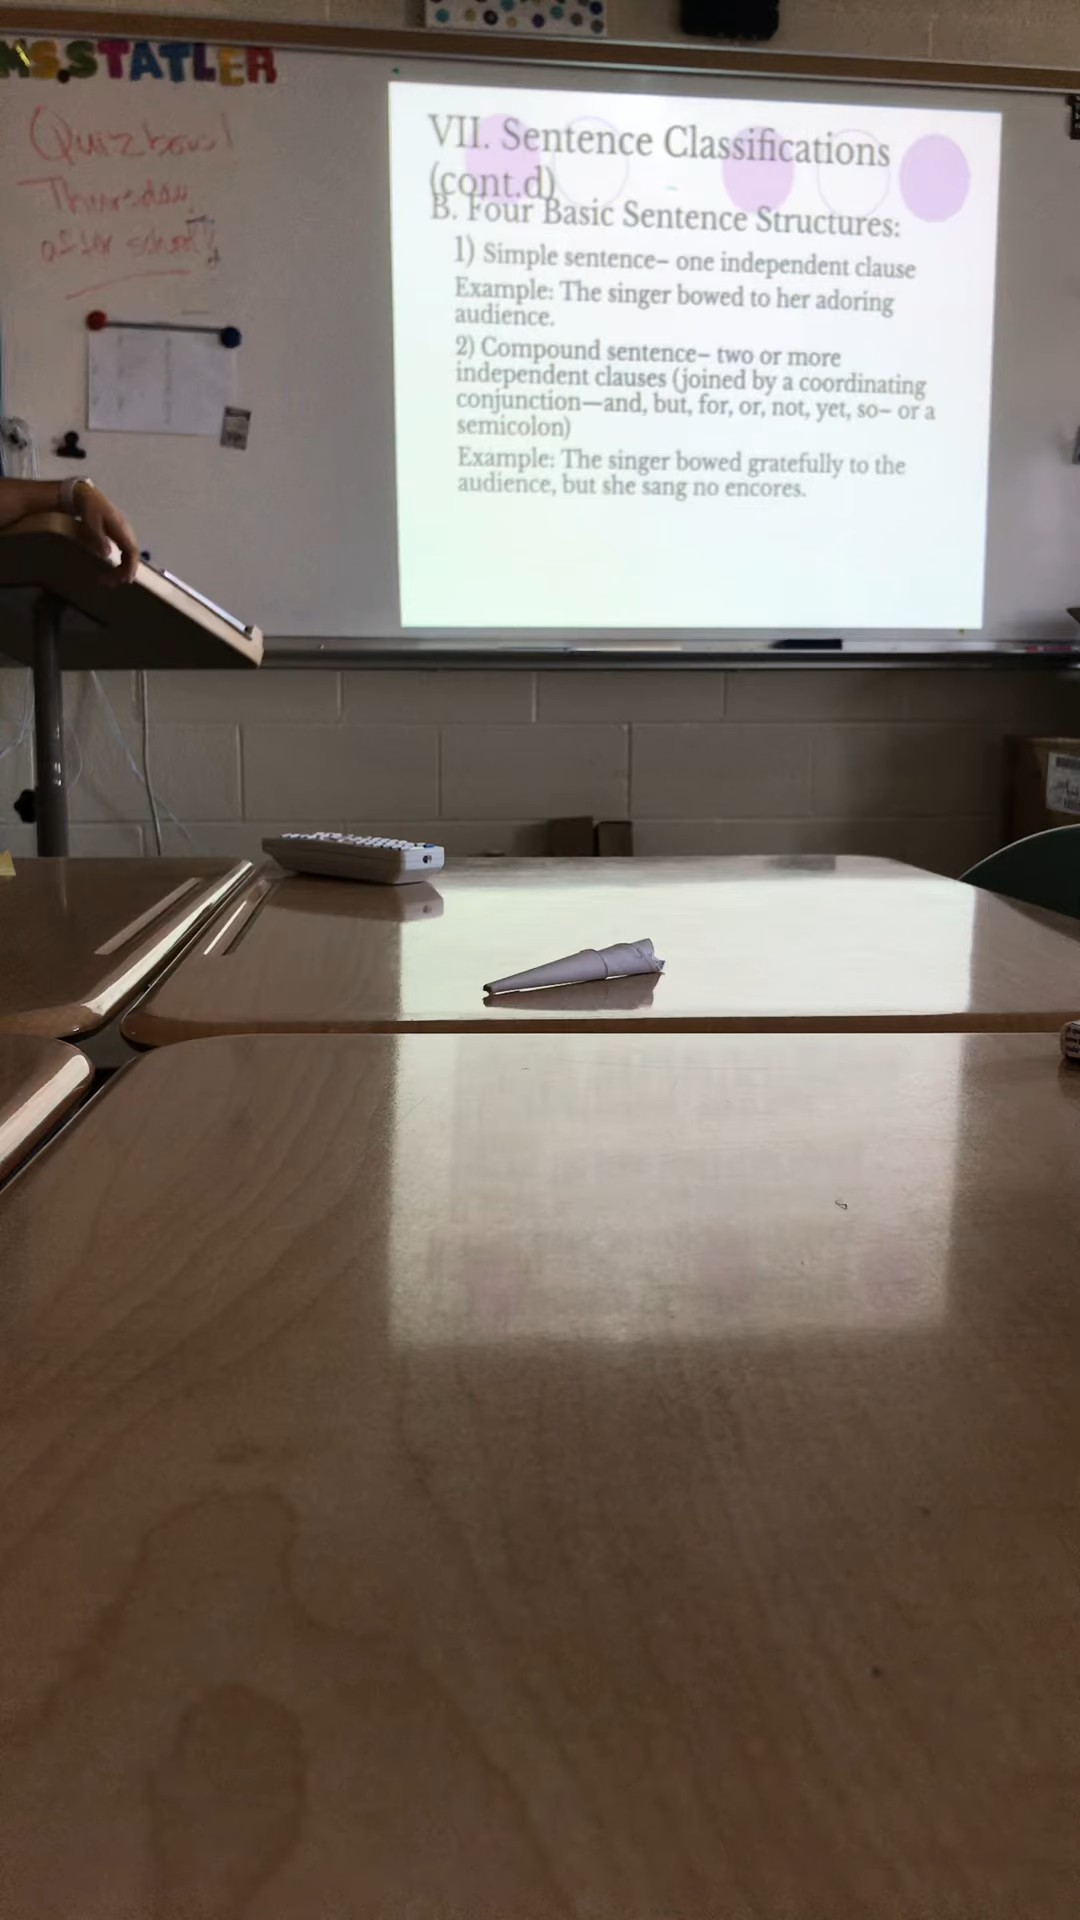 MS.STATLER
Quizbowl
Thursday
after school!
VII. Sentence Classifications
(cont.d)
B. Four Basic Sentence Structures:
1) Simple sentence– one independent clause
Example: The singer bowed to her adoring
audience.
2) Compound sentence– two or more
independent clauses (joined by a coordinating
conjunction—and, but, for, or, not, yet, so– or a
semicolon)
Example: The singer bowed gratefully to the
audience, but she sang no encores.